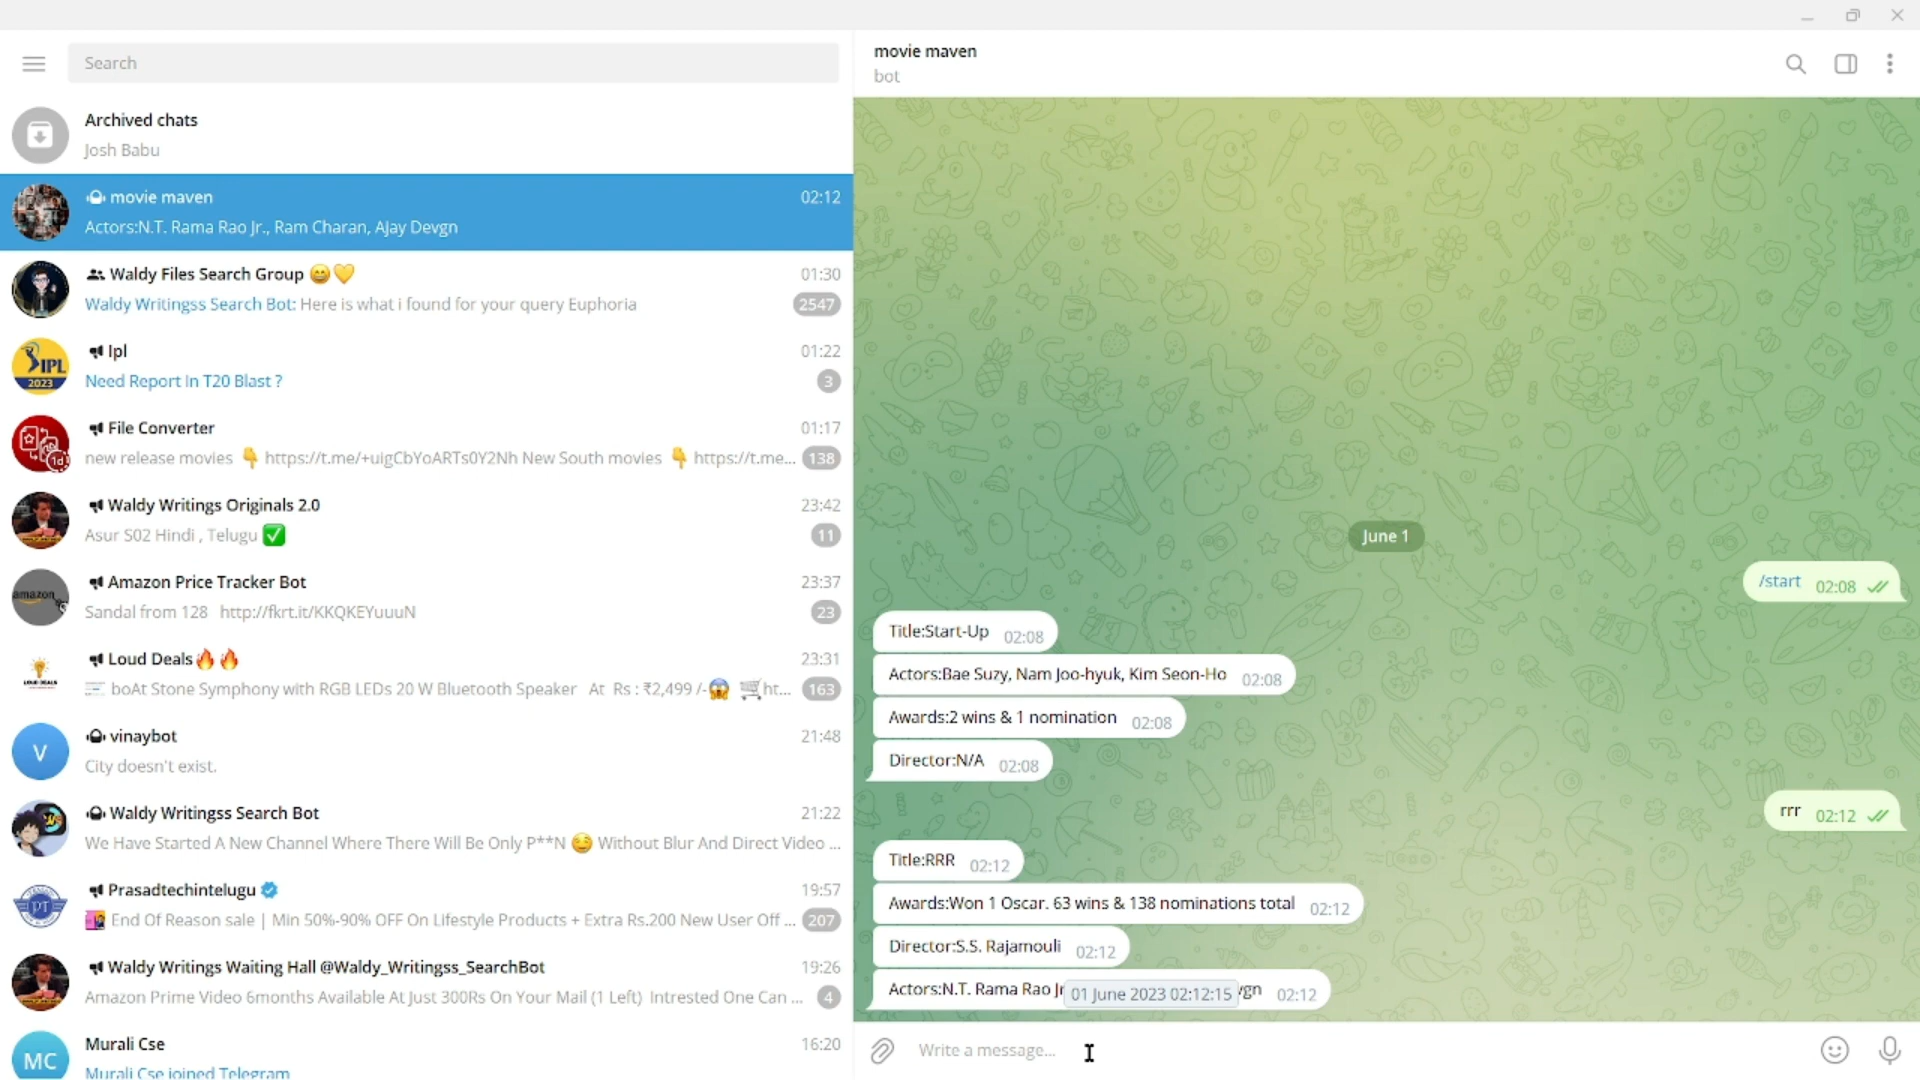 Search
Archived chats
Josh Babu
movie maven
02:12
Actors:N.T. Rama Rao Jr., Ram Charan, Ajay Devgn
Waldy Files Search Group 😄💛
01:30
Waldy Writingss Search Bot: Here is what i found for your query Euphoria
2547
IPL
2023
Ipl
01:22
Need Report In T20 Blast ?
3
1d
File Converter
01:17
new release movies 👇 https://t.me/+uigCbYoARTs0Y2Nh New South movies 👇 https://t.me...
138
Waldy Writings Originals 2.0
23:42
Asur S02 Hindi , Telugu ✅
11
amazon
Amazon Price Tracker Bot
23:37
Sandal from 128 http://fkrt.it/KKQKEYuuuN
23
LOUD DEALS
Loud Deals🔥🔥
23:31
boAt Stone Symphony with RGB LEDs 20 W Bluetooth Speaker At Rs : ₹2,499 /-😱 🛒ht...
163
V
vinaybot
21:48
City doesn't exist.
Waldy Writingss Search Bot
21:22
We Have Started A New Channel Where There Will Be Only P**N 😏 Without Blur And Direct Video ...
PT
Prasadtechintelugu
19:57
End Of Reason sale | Min 50%-90% OFF On Lifestyle Products + Extra Rs.200 New User Off ...
207
Waldy Writings Waiting Hall @Waldy_Writingss_SearchBot
19:26
Amazon Prime Video 6months Available At Just 300Rs On Your Mail (1 Left) Intrested One Can ...
4
MC
Murali Cse
16:20
Murali Cse joined Telegram
movie maven
bot
June 1
/start 02:08
Title:Start-Up 02:08
Actors:Bae Suzy, Nam Joo-hyuk, Kim Seon-Ho 02:08
Awards:2 wins & 1 nomination 02:08
Director:N/A 02:08
rrr 02:12
Title:RRR 02:12
Awards:Won 1 Oscar. 63 wins & 138 nominations total 02:12
Director:S.S. Rajamouli 02:12
Actors:N.T. Rama Rao Jr 01 June 2023 02:12:15 vgn 02:12
Write a message...